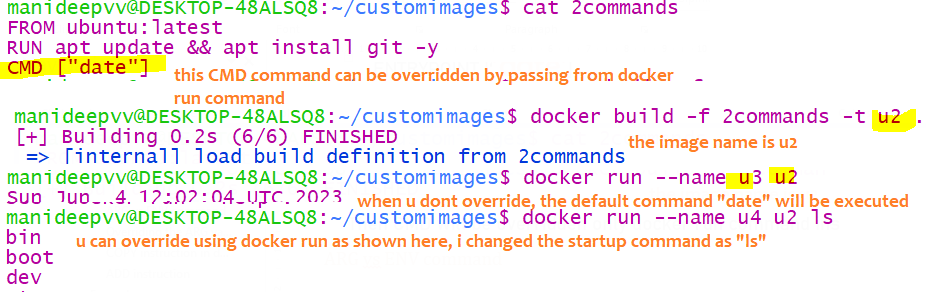 manideepvv@DESKTOP-48ALSQ8:~/customimages$ cat 2commands
FROM ubuntu:latest
RUN apt update && apt install git -y
CMD ["date"]
this CMD command can be overridden by passing from docker
run command
manideepvv@DESKTOP-48ALSQ8:~/customimages$ docker build -f 2commands -t u2 .
[+] Building 0.2s (6/6) FINISHED
the image name is u2
=> [internal] load build definition from 2commands
manideepvv@DESKTOP-48ALSQ8:~/customimages$ docker run --name u3 u2
Sun Jun 4 12:02:04 UTC 2023
when u dont override, the default command "date" will be executed
manideepvv@DESKTOP-48ALSQ8:~/customimages$ docker run --name u4 u2 ls
bin
u can override using docker run as shown here, i changed the startup command as "ls"
boot
dev